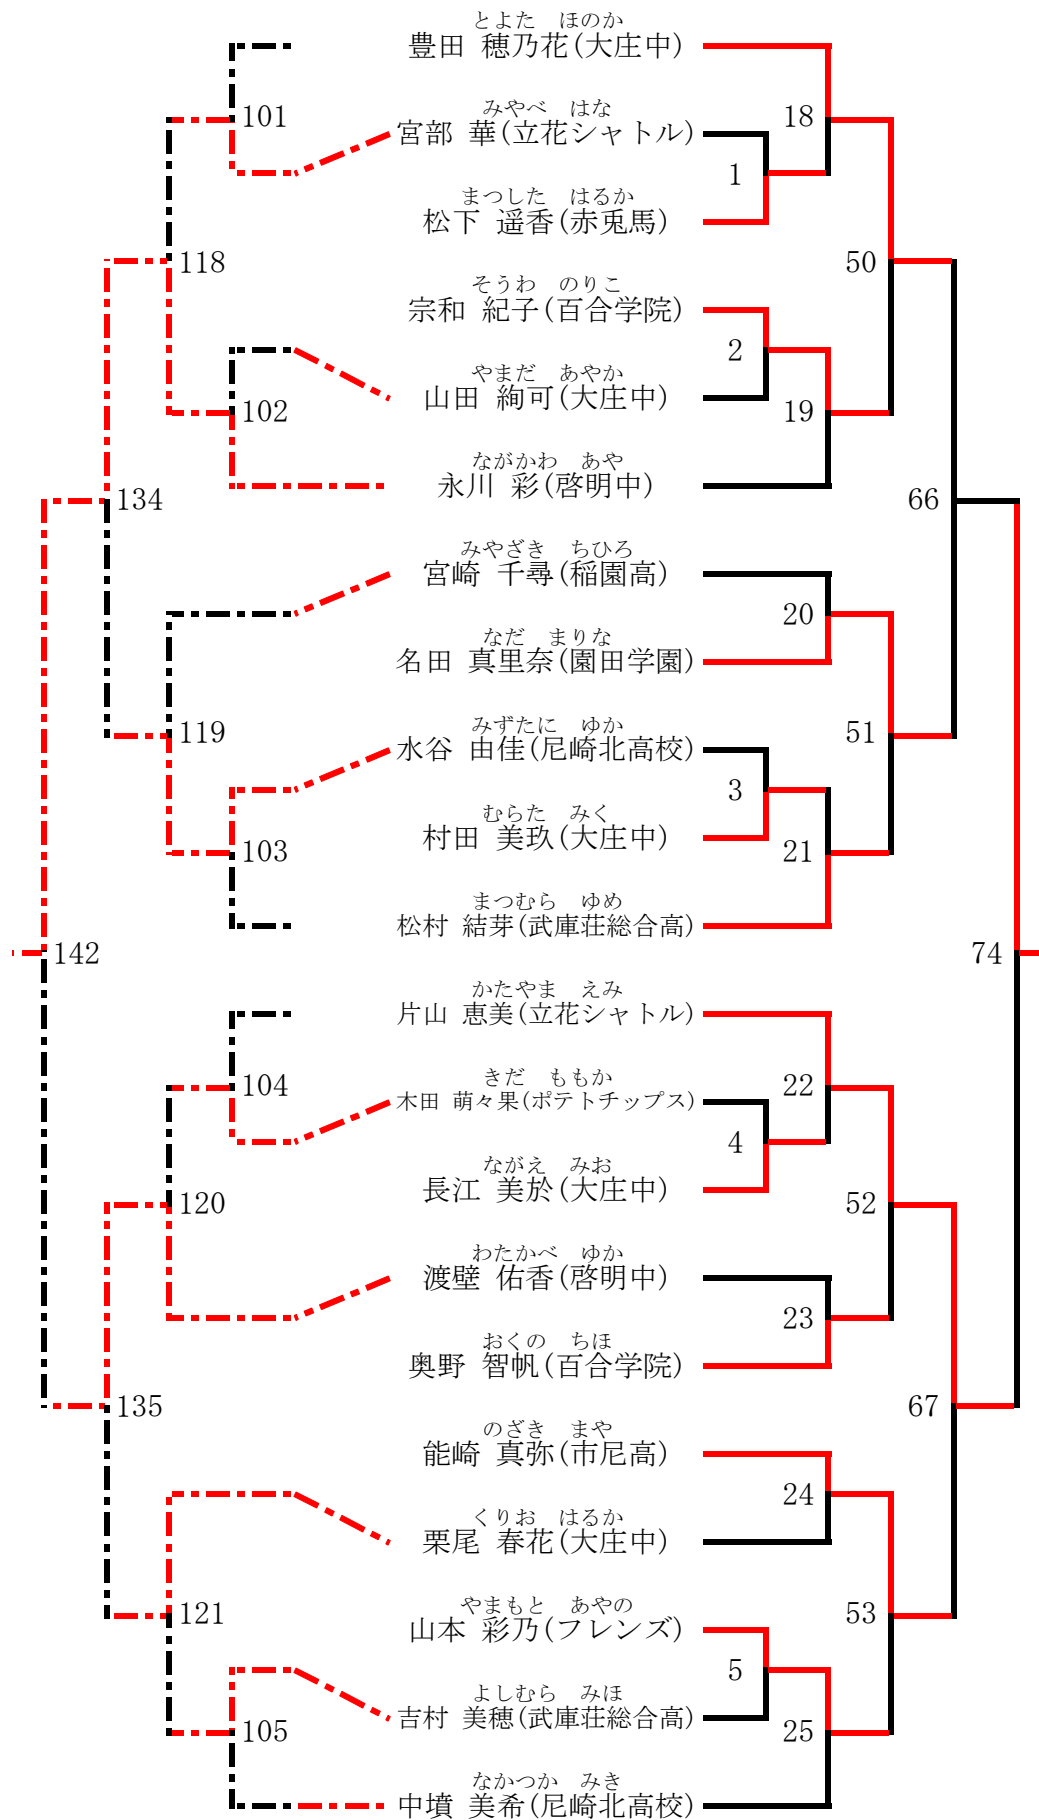 とよた ほのか
豊田 穂乃花(大庄中)
101
みやべ はな
18
宮部 華(立花シャトル)
1
まつした はるか
松下 遥香(赤兎馬)
118
50
そうわ のりこ
宗和 紀子(百合学院)
2
やまだ あやか
山田 絢可(大庄中)
102
19
ながかわ あや
永川 彩(啓明中)
134
66
みやざき ちひろ
宮崎 千尋(稲園高)
20
なだ まりな
名田 真里奈(園田学園)
みずたに ゆか
119
51
水谷 由佳(尼崎北高校)
3
むらた みく
村田 美玖(大庄中)
103
21
まつむら ゆめ
松村 結芽(武庫荘総合高)
142
74
かたやま えみ
片山 恵美(立花シャトル)
きだ ももか
104
22
木田 萌々果(ポテトチップス)
4
ながえ みお
長江 美於(大庄中)
120
52
わたかべ ゆか
渡壁 佑香(啓明中)
23
おくの ちほ
奥野 智帆(百合学院)
135
67
のざき まや
能崎 真弥(市尼高)
24
くりお はるか
栗尾 春花(大庄中)
やまもと あやの
121
53
山本 彩乃(フレンズ)
5
よしむら みほ
吉村 美穂(武庫荘総合高)
105
25
なかつか みき
中墳 美希(尼崎北高校)